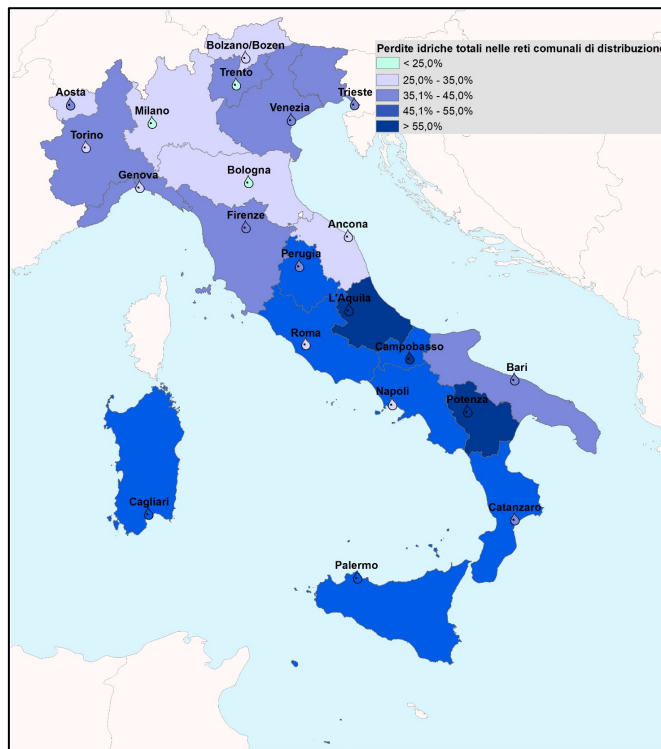 Perdite idriche totali nelle reti comunali di distribuzione
< 25,0%
25,0% - 35,0%
35,1% - 45,0%
45,1% - 55,0%
> 55,0%
Bolzano/Bozen
Trento
Aosta
Milano
Venezia
Trieste
Torino
Genova
Bologna
Firenze
Ancona
Perugia
L'Aquila
Roma
Campobasso
Bari
Napoli
Potenza
Cagliari
Catanzaro
Palermo